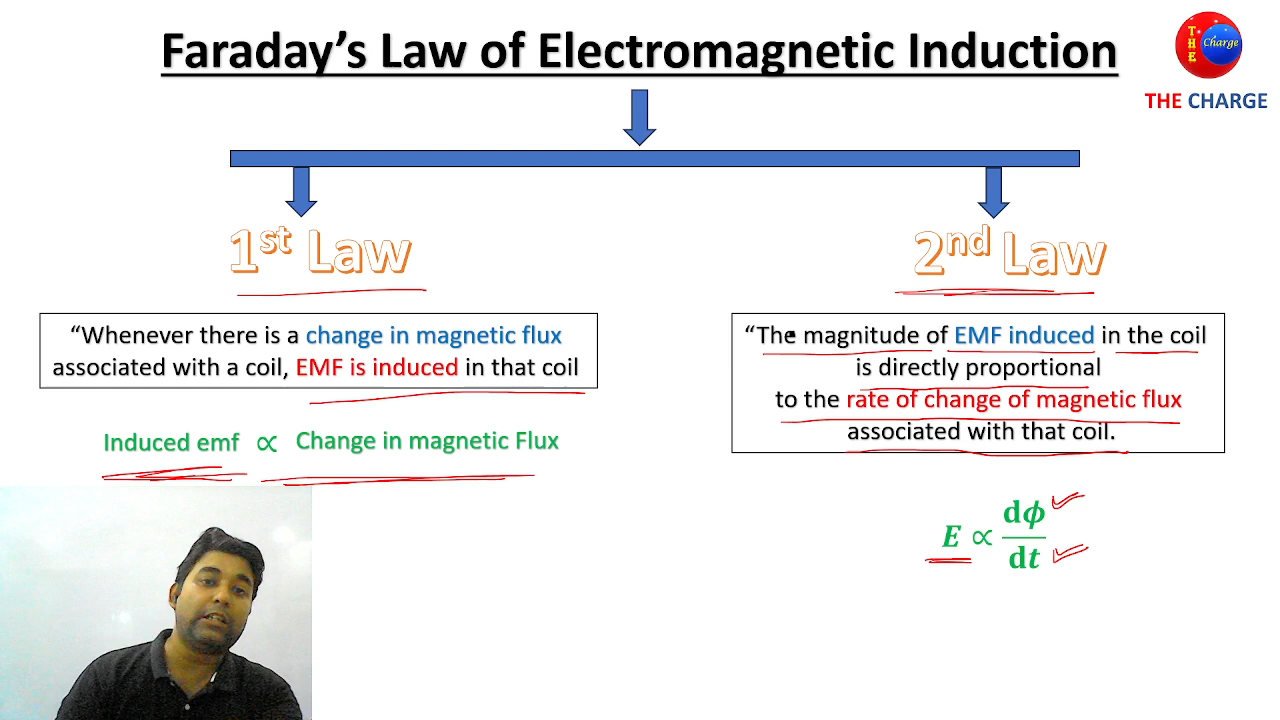 Faraday’s Law of Electromagnetic Induction
THE
Charge
THE CHARGE
1st Law
“Whenever there is a change in magnetic flux
associated with a coil, EMF is induced in that coil
Induced emf ∝ Change in magnetic Flux
2nd Law
“The magnitude of EMF induced in the coil
is directly proportional
to the rate of change of magnetic flux
associated with that coil.
E ∝ dϕ/dt